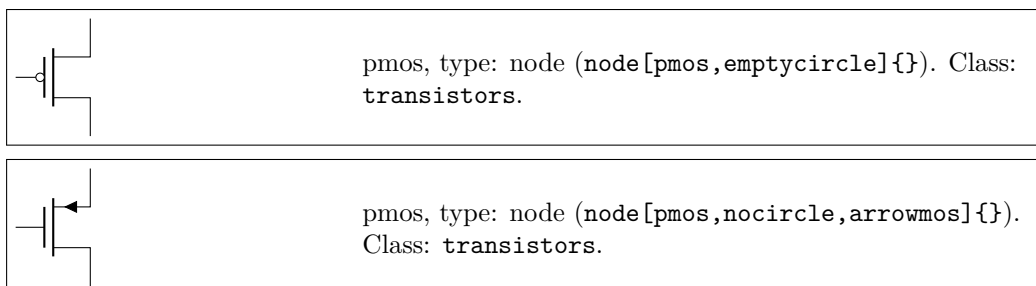 pmos, type: node (node[pmos,emptycircle]{}). Class:
transistors.
pmos, type: node (node[pmos,nocircle,arrowmos]{}).
Class: transistors.